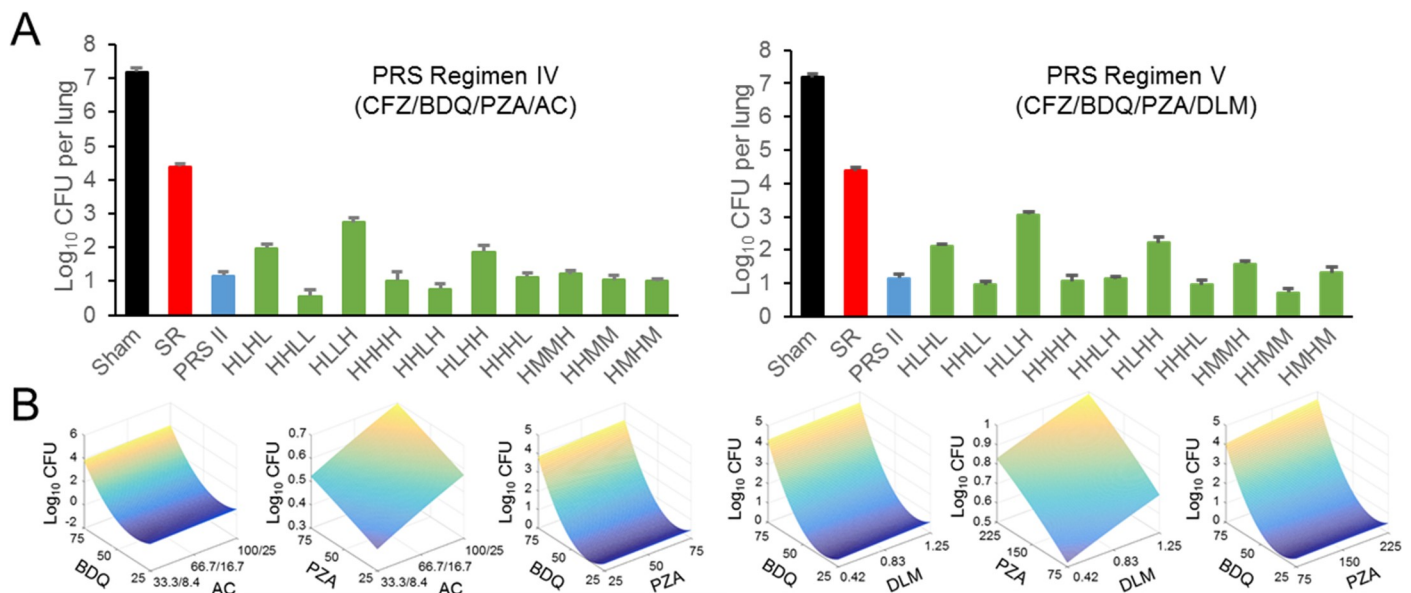 A
8
7
6
5
4
3
2
1
0
Log10 CFU per lung
PRS Regimen IV
(CFZ/BDQ/PZA/AC)
Sham
SR
PRS II
HLHL
HHLL
HLLH
HHHH
HHLH
HLHH
HHHL
HMMH
HHMM
HMHM
8
7
6
5
4
3
2
1
0
Log10 CFU per lung
PRS Regimen V
(CFZ/BDQ/PZA/DLM)
Sham
SR
PRS II
HLHL
HHLL
HLLH
HHHH
HHLH
HLHH
HHHL
HMMH
HHMM
HMHM
B
Log10 CFU
6
4
2
0
-2
75
50
25
BDQ
33.3/8.4
66.7/16.7
100/25
AC
Log10 CFU
0.7
0.6
0.5
0.4
0.3
75
50
25
PZA
33.3/8.4
66.7/16.7
100/25
AC
Log10 CFU
5
4
3
2
1
0
75
50
25
BDQ
25
50
75
PZA
Log10 CFU
5
4
3
2
1
0
75
50
25
BDQ
0.42
0.83
1.25
DLM
Log10 CFU
1
0.9
0.8
0.7
0.6
0.5
225
150
75
PZA
0.42
0.83
1.25
DLM
Log10 CFU
5
4
3
2
1
0
75
50
25
BDQ
75
150
225
PZA